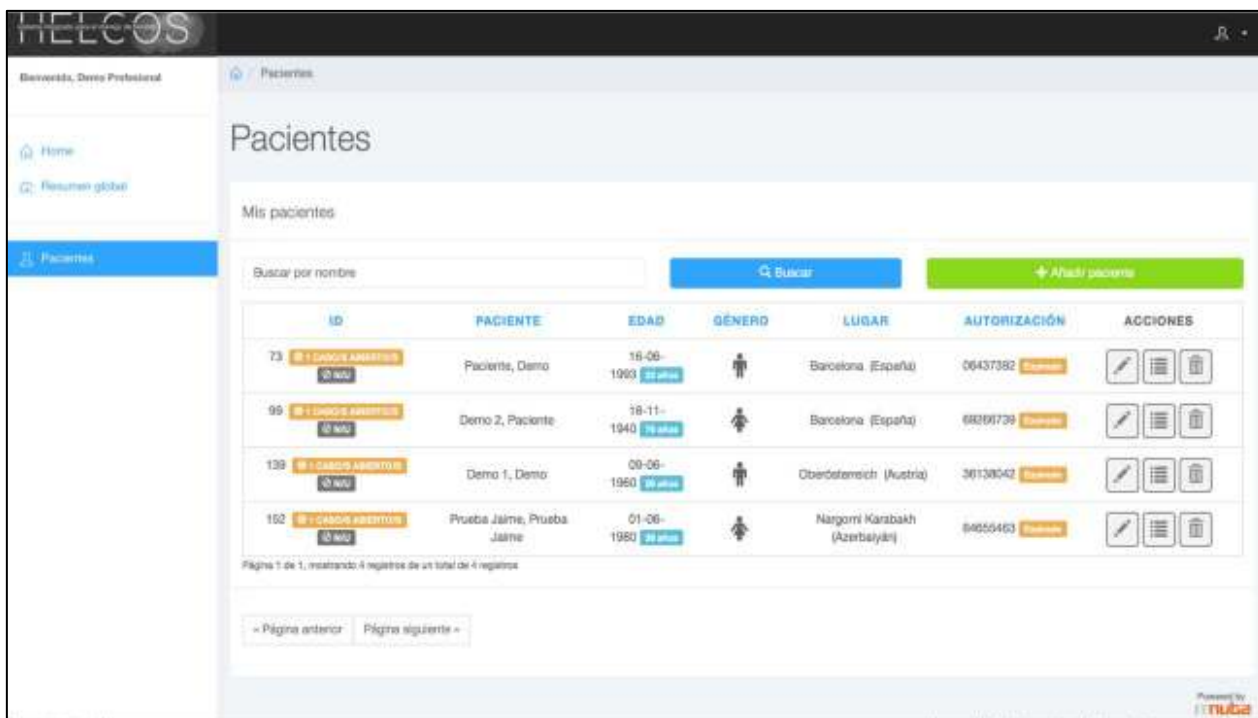 HELCOS
Bienvenido, Demo Profesional
Pacientes
Home
Resumen global
Pacientes
Pacientes
Mis pacientes
Buscar por nombre
Buscar
Añadir paciente
ID PACIENTE EDAD GÉNERO LUGAR AUTORIZACIÓN ACCIONES
73 1 CASO/S ABIERTO/S Paciente, Demo 16-06- Barcelona (España) 06437382
N/U 1993
99 1 CASO/S ABIERTO/S Demo 2, Paciente 18-11- Barcelona (España) 69266739
N/U 1940
139 1 CASO/S ABIERTO/S Demo 1, Demo 09-06- Oberösterreich (Austria) 36138042
N/U 1960
152 1 CASO/S ABIERTO/S Prueba Jaime, Prueba 01-06- Nargorni Karabakh 84655463
N/U Jaime 1980 (Azerbaiyán)
Página 1 de 1, mostrando 4 registros de un total de 4 registros
« Página anterior Página siguiente »
Powered by
nuba